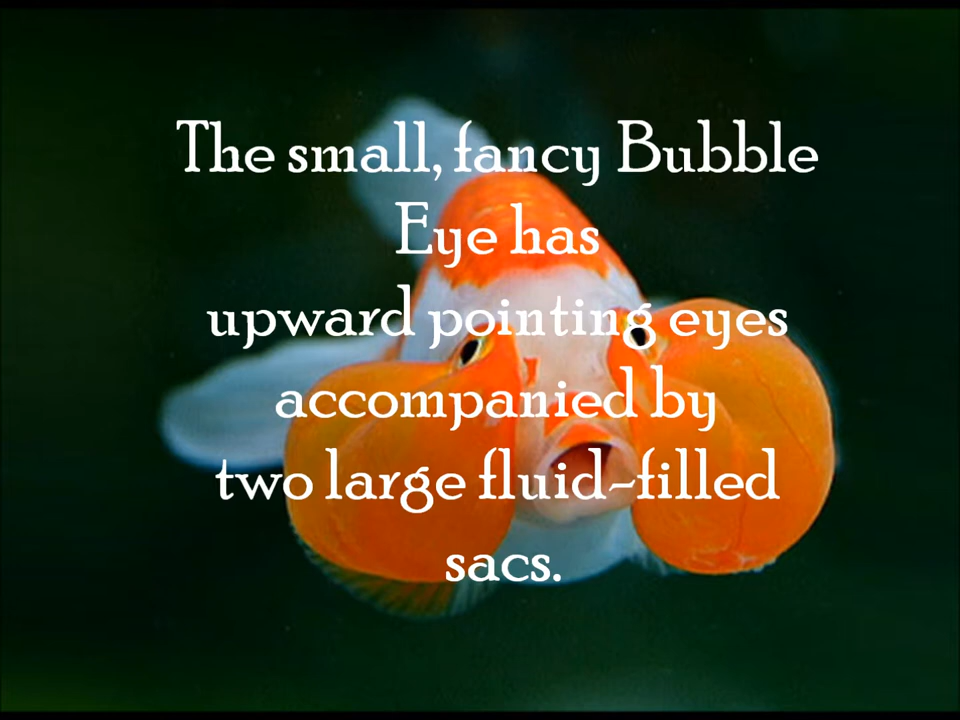 The small, fancy Bubble
Eye has
upward pointing eyes
accompanied by
two large fluid-filled
sacs.